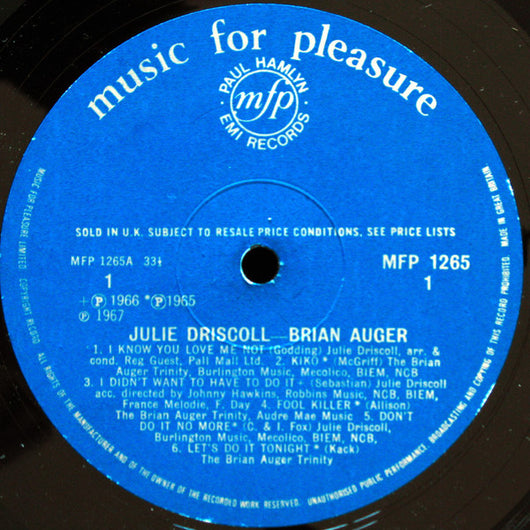 music for pleasure
PAUL HAMLYN
mfp
EMI RECORDS
SOLD IN U.K. SUBJECT TO RESALE PRICE CONDITIONS, SEE PRICE LISTS
MFP 1265A 33⅓
MFP 1265
1
1
+ Ⓟ 1966 * Ⓟ 1965
Ⓟ 1967
JULIE DRISCOLL—BRIAN AUGER
1. I KNOW YOU LOVE ME NOT (Godding) Julie Driscoll, arr. &
cond. Reg. Guest, Pall Mall Ltd. 2. KIKO * (McGriff) The Brian
Auger Trinity, Burlington Music, Mecolico, BIEM, NCB
3. I DIDN'T WANT TO HAVE TO DO IT+ (Sebastian) Julie Driscoll
acc. directed by Johnny Hawkins, Robbins Music, NCB, BIEM,
France Melodie, F. Day 4. FOOL KILLER * (Allison)
The Brian Auger Trinity, Audre Mae Music 5. DON'T
DO IT NO MORE* (C. & I. Fox) Julie Driscoll,
Burlington Music, Mecolico, BIEM, NCB,
6. LET'S DO IT TONIGHT* (Kack)
The Brian Auger Trinity
MUSIC FOR PLEASURE LIMITED. COPYRIGHT RECORD
ALL RIGHTS OF THE MANUFACTURER AND OF THE OWNER OF THE RECORDED WORK RESERVED. UNAUTHORISED PUBLIC PERFORMANCE, BROADCASTING AND COPYING OF THIS RECORD PROHIBITED. MADE IN GREAT BRITAIN.